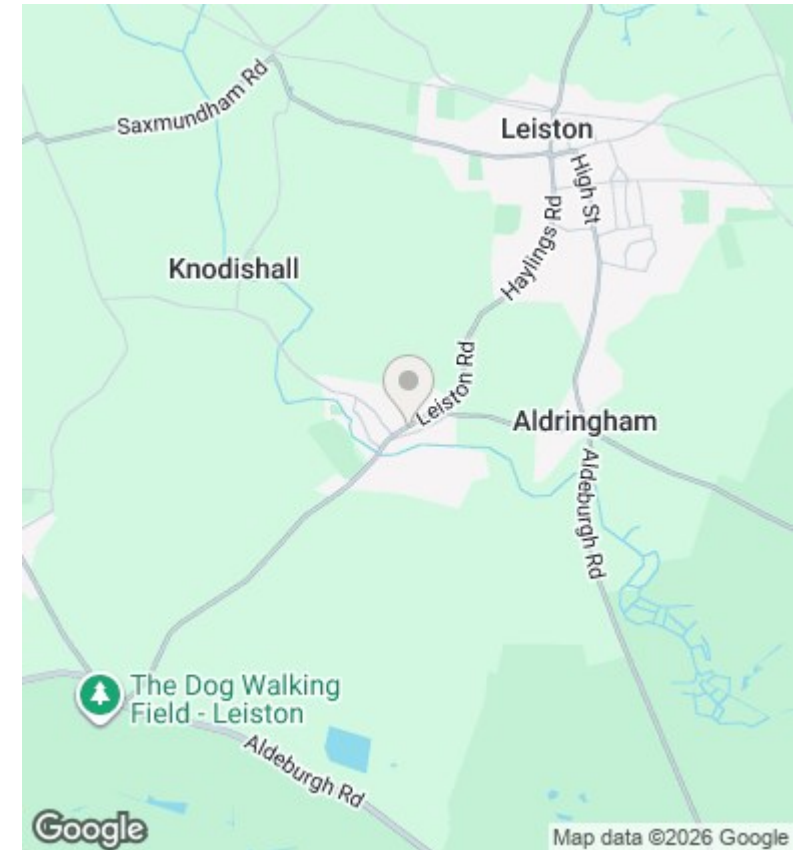 Saxmundham Rd
Leiston
High St
Haylings Rd
Knodishall
Leiston Rd
Aldringham
Aldeburgh Rd
The Dog Walking
Field - Leiston
Aldeburgh Rd
Google
Map data ©2026 Google